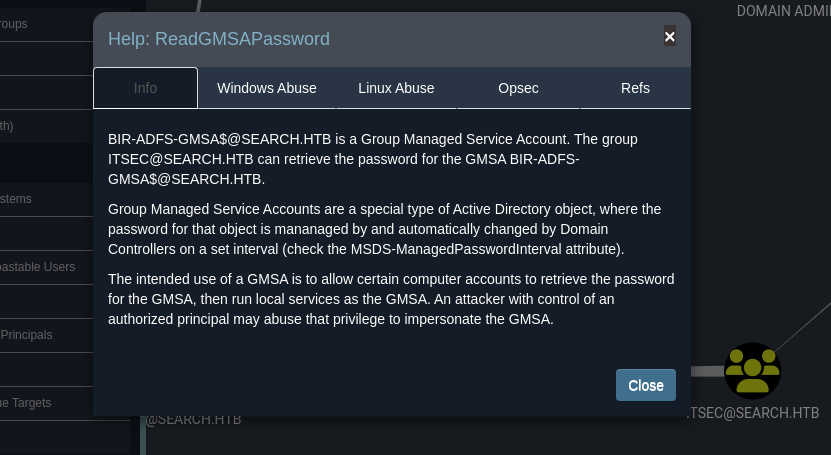 DOMAIN ADMI
roups
Help: ReadGMSAPassword
×
Info
Windows Abuse
Linux Abuse
Opsec
Refs
th)
BIR-ADFS-GMSA$@SEARCH.HTB is a Group Managed Service Account. The group
ITSEC@SEARCH.HTB can retrieve the password for the GMSA BIR-ADFS-
GMSA$@SEARCH.HTB.
stems
Group Managed Service Accounts are a special type of Active Directory object, where the
password for that object is mananaged by and automatically changed by Domain
Controllers on a set interval (check the MSDS-ManagedPasswordInterval attribute).
oastable Users
The intended use of a GMSA is to allow certain computer accounts to retrieve the password
for the GMSA, then run local services as the GMSA. An attacker with control of an
authorized principal may abuse that privilege to impersonate the GMSA.
Principals
Close
ue Targets
@SEARCH.HTB
TSEC@SEARCH.HTB